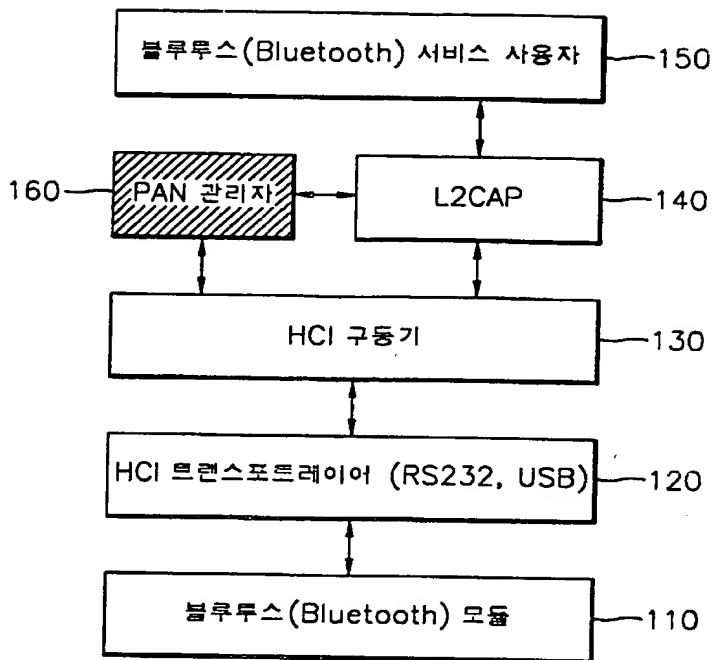 블루투스(Bluetooth) 서비스 사용자
150
160
PAN 관리자
L2CAP
140
HCI 구동기
130
HCI 트랜스포트레이어 (RS232, USB)
120
블루투스(Bluetooth) 모듈
110